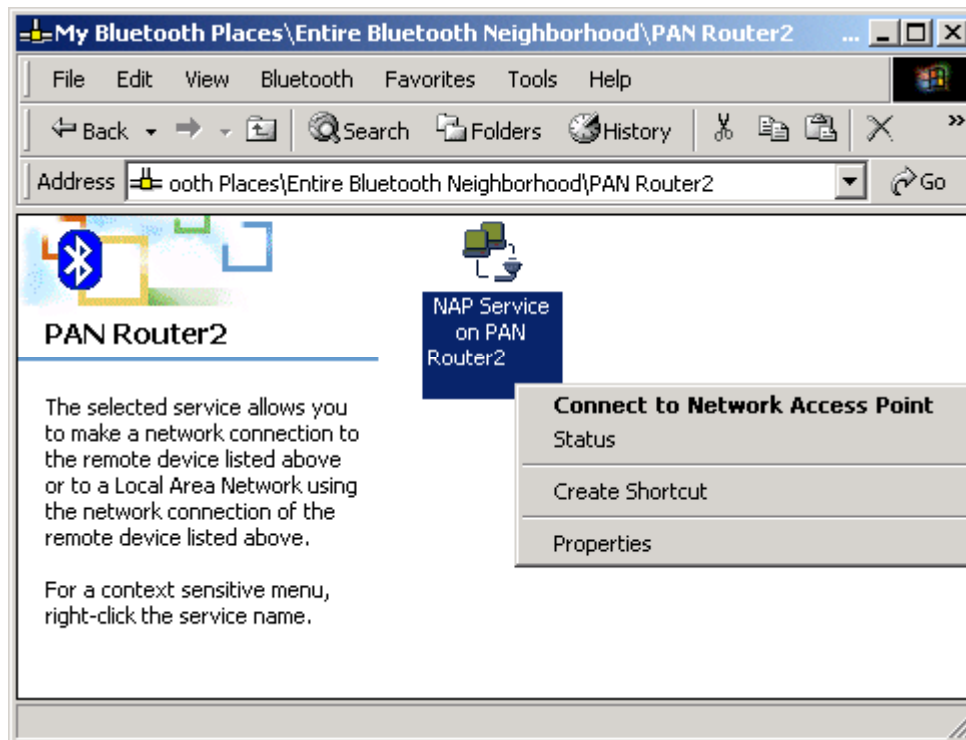 My Bluetooth Places\Entire Bluetooth Neighborhood\PAN Router2 ...
File Edit View Bluetooth Favorites Tools Help
Back Search Folders History »
Address ooth Places\Entire Bluetooth Neighborhood\PAN Router2 Go
PAN Router2
The selected service allows you
to make a network connection to
the remote device listed above
or to a Local Area Network using
the network connection of the
remote device listed above.
For a context sensitive menu,
right-click the service name.
NAP Service
on PAN
Router2
Connect to Network Access Point
Status
Create Shortcut
Properties